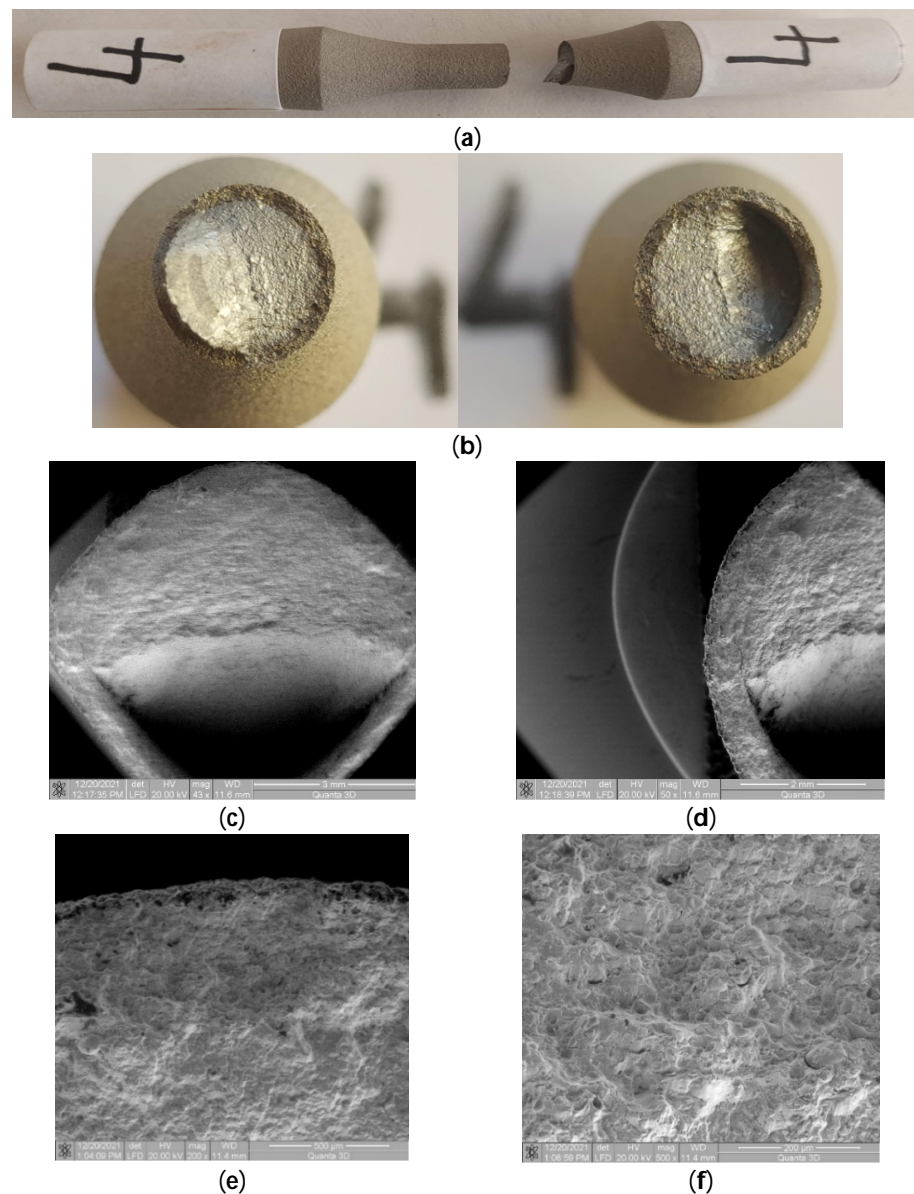 4 4
(a)
(b)
12/20/2021 det HV mag WD 3 mm
12:17:35 PM LFD 20.00 kV 43 x 11.6 mm Quanta 3D
12/20/2021 det HV mag WD 2 mm
12:18:39 PM LFD 20.00 kV 50 x 11.6 mm Quanta 3D
(c) (d)
12/20/2021 det HV mag WD 500 µm
1:04:09 PM LFD 20.00 kV 200 x 11.4 mm Quanta 3D
12/20/2021 det HV mag WD 200 µm
1:06:59 PM LFD 20.00 kV 500 x 11.4 mm Quanta 3D
(e) (f)